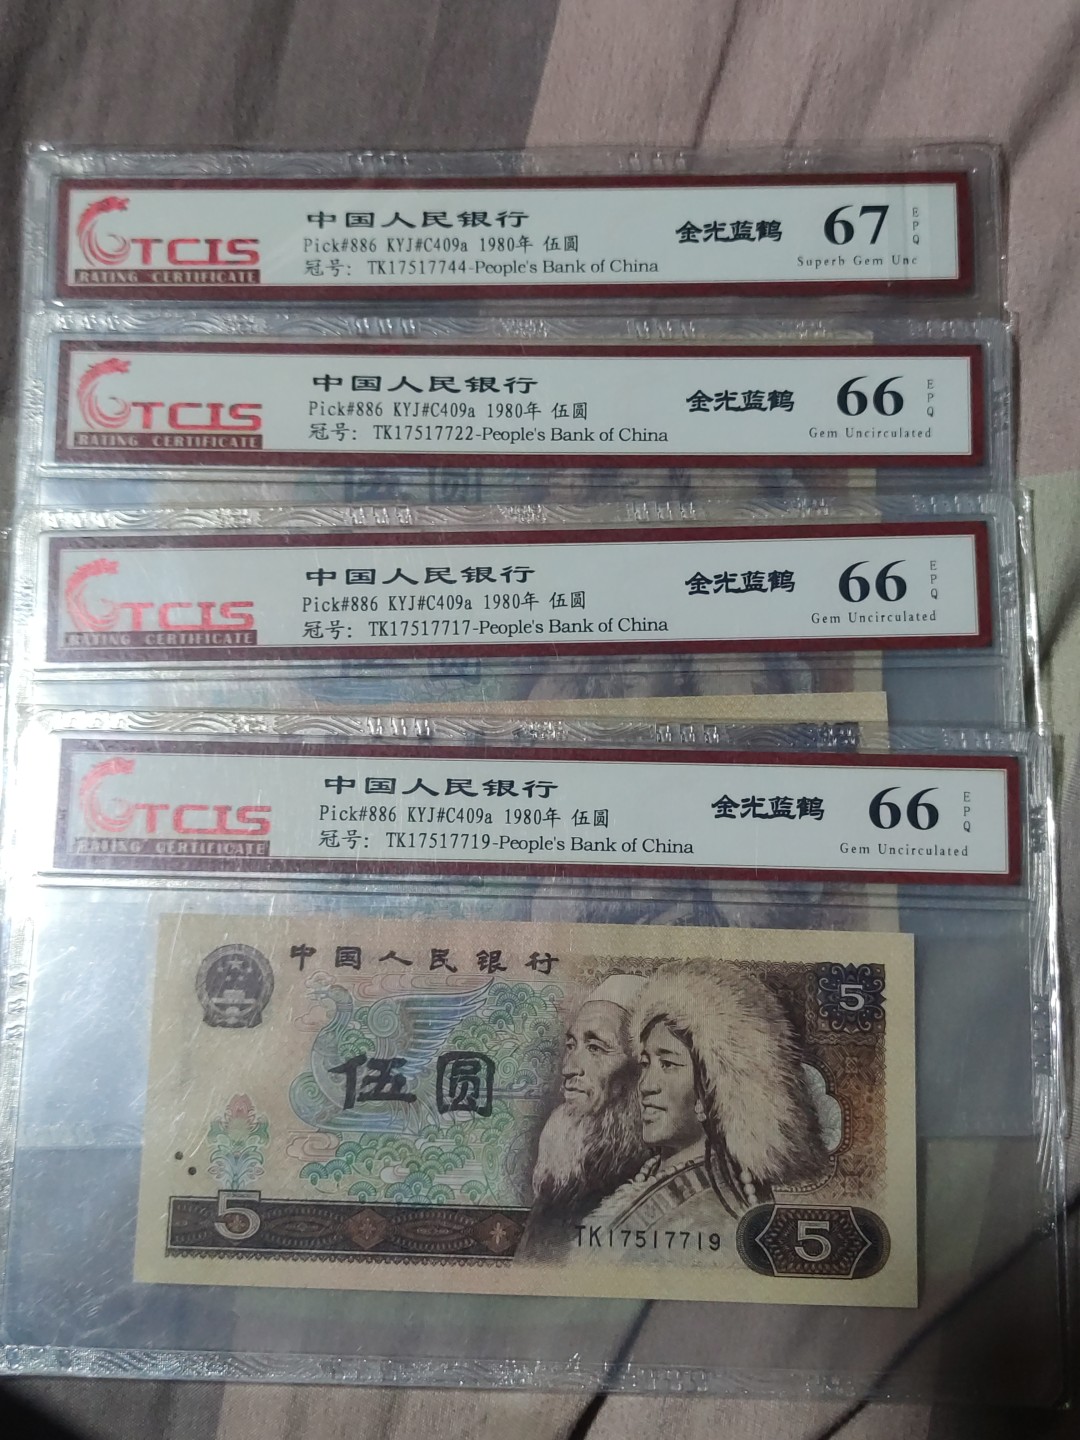 TCIS
RATING CERTIFICATE
中国人民银行
Pick#886 KYJ#C409a 1980年 伍圆
冠号: TK17517744-People's Bank of China
金光蓝鹤
67
EPQ
Superb Gem Unc
TCIS
RATING CERTIFICATE
中国人民银行
Pick#886 KYJ#C409a 1980年 伍圆
冠号: TK17517722-People's Bank of China
金光蓝鹤
66
EPQ
Gem Uncirculated
伍圆
TCIS
RATING CERTIFICATE
中国人民银行
Pick#886 KYJ#C409a 1980年 伍圆
冠号: TK17517717-People's Bank of China
金光蓝鹤
66
EPQ
Gem Uncirculated
TCIS
RATING CERTIFICATE
中国人民银行
Pick#886 KYJ#C409a 1980年 伍圆
冠号: TK17517719-People's Bank of China
金光蓝鹤
66
EPQ
Gem Uncirculated
中国人民银行
5
伍圆
5
TK17517719
5